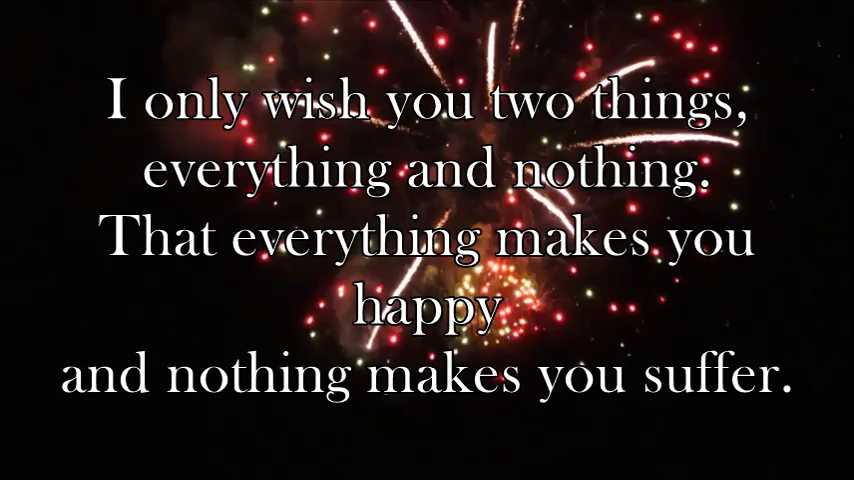 I only wish you two things,
everything and nothing.
That everything makes you
happy
and nothing makes you suffer.